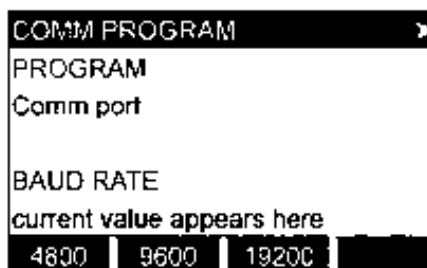 COMM PROGRAM
PROGRAM
Comm port
BAUD RATE
current value appears here
4800 9600 19200